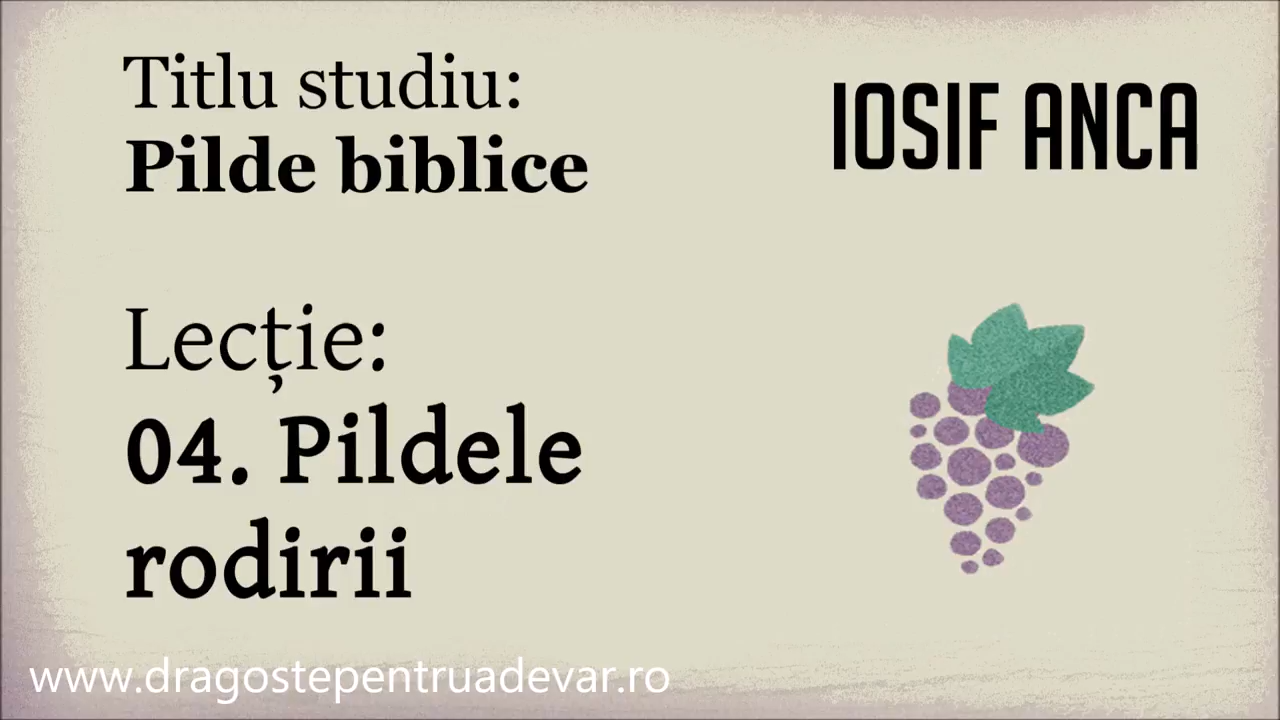 Titlu studiu:
Pilde biblice
IOSIF ANCA
Lecție:
04. Pildele
rodirii
www.dragostepentruadevar.ro